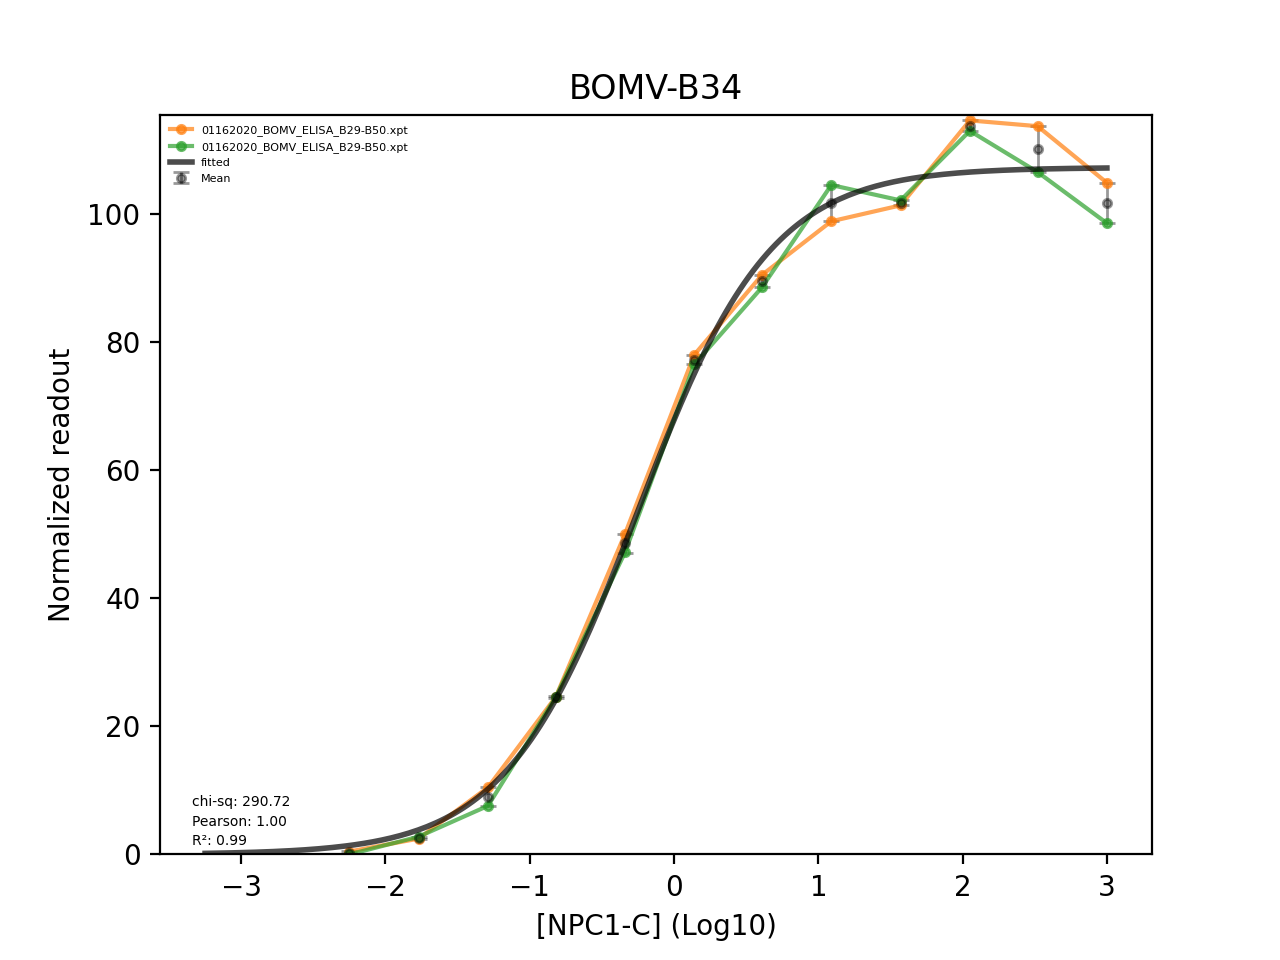 BOMV-B34
01162020_BOMV_ELISA_B29-B50.xpt
01162020_BOMV_ELISA_B29-B50.xpt
fitted
Mean
Normalized readout
100
80
60
40
20
0
chi-sq: 290.72
Pearson: 1.00
R²: 0.99
−3 −2 −1 0 1 2 3
[NPC1-C] (Log10)